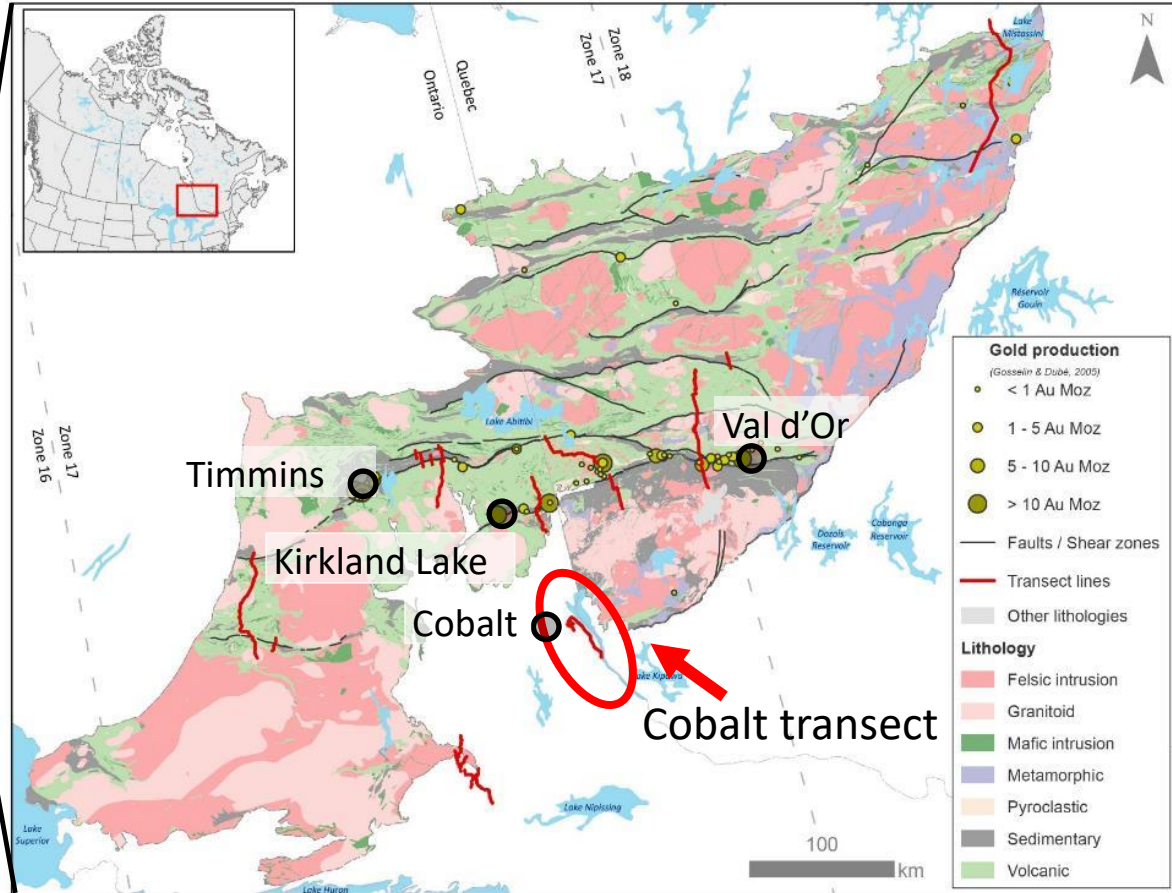 N
Lake
Mistassini
Zone 18
Zone 17
Quebec
Ontario
Réservoir
Gouin
Gold production
(Gosselin & Dubé, 2005)
< 1 Au Moz
1 - 5 Au Moz
5 - 10 Au Moz
> 10 Au Moz
Faults / Shear zones
Transect lines
Other lithologies
Lithology
Felsic intrusion
Granitoid
Mafic intrusion
Metamorphic
Pyroclastic
Sedimentary
Volcanic
Lake Abitibi
Zone 17
Zone 16
Val d’Or
Timmins
Dozois
Reservoir
Cabonga
Reservoir
Kirkland Lake
Cobalt
Lake Kipawa
Cobalt transect
Lake Nipissing
Lake
Superior
Lake Huron
100
km